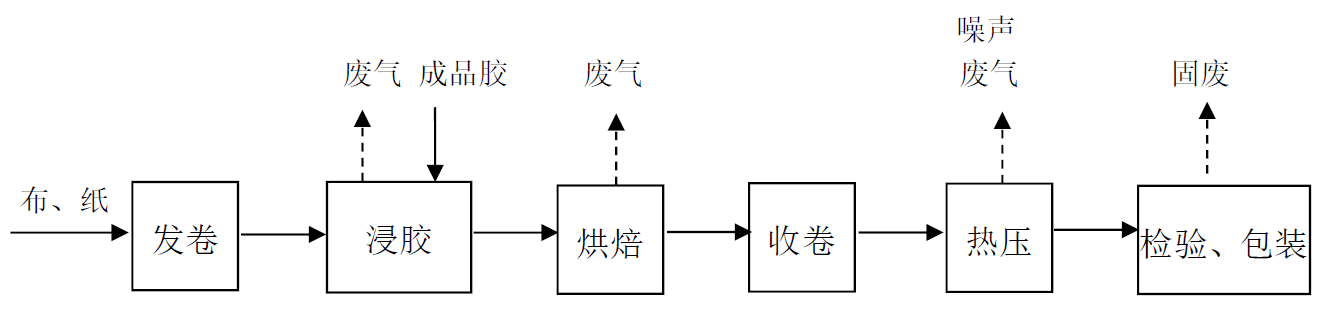 噪声
废气 成品胶 废气 废气 固废
布、纸
发卷 浸胶 烘焙 收卷 热压 检验、包装